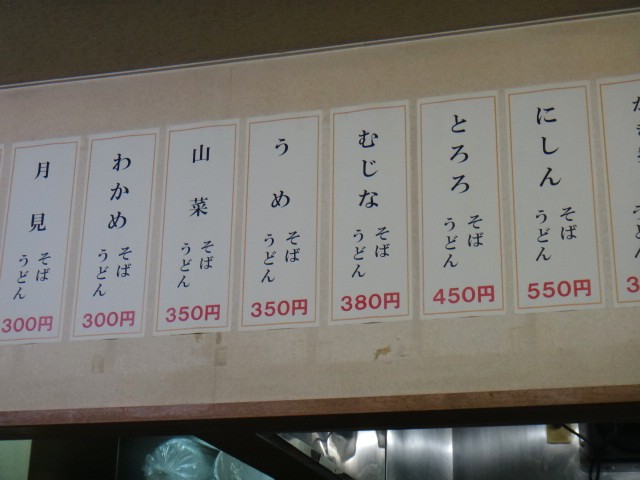 月見
そば
うどん
300円
わかめ
そば
うどん
300円
山菜
そば
うどん
350円
うめ
そば
うどん
350円
むじな
そば
うどん
380円
とろろ
そば
うどん
450円
にしん
そば
うどん
550円